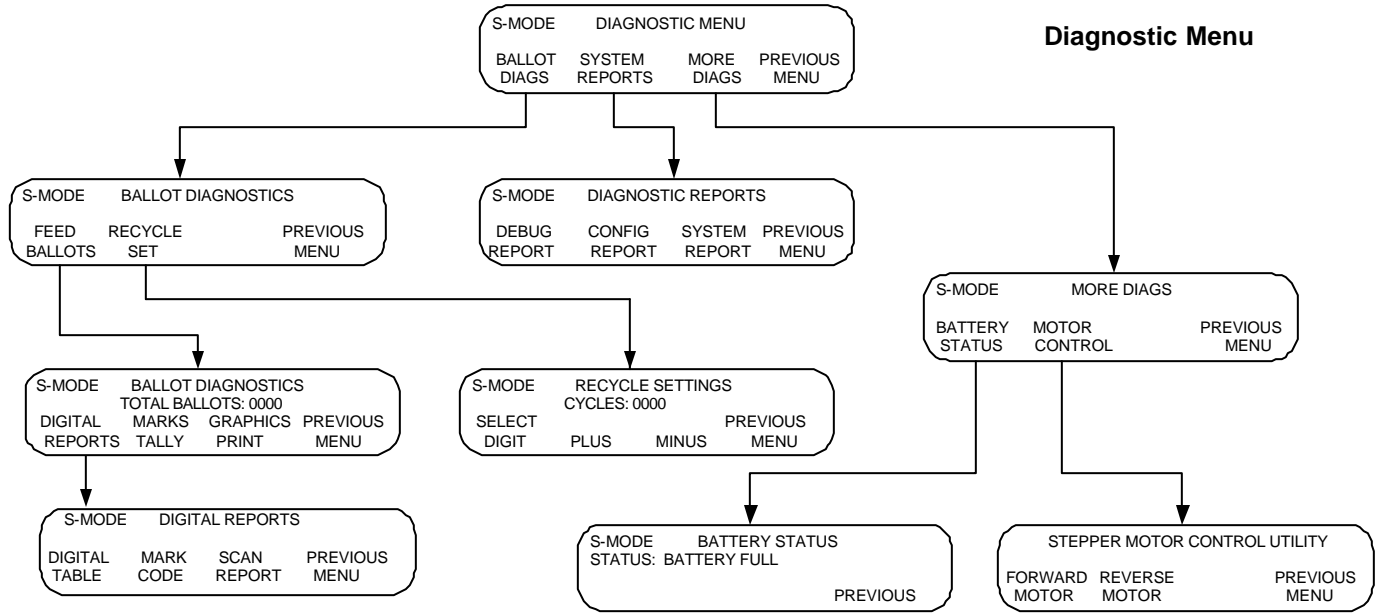 Diagnostic Menu
S-MODE DIAGNOSTIC MENU
BALLOT SYSTEM MORE PREVIOUS
DIAGS REPORTS DIAGS MENU
S-MODE BALLOT DIAGNOSTICS
FEED RECYCLE PREVIOUS
BALLOTS SET MENU
S-MODE DIAGNOSTIC REPORTS
DEBUG CONFIG SYSTEM PREVIOUS
REPORT REPORT REPORT MENU
S-MODE MORE DIAGS
BATTERY MOTOR PREVIOUS
STATUS CONTROL MENU
S-MODE BALLOT DIAGNOSTICS
TOTAL BALLOTS: 0000
DIGITAL MARKS GRAPHICS PREVIOUS
REPORTS TALLY PRINT MENU
S-MODE RECYCLE SETTINGS
CYCLES: 0000
SELECT PREVIOUS
DIGIT PLUS MINUS MENU
S-MODE DIGITAL REPORTS
DIGITAL MARK SCAN PREVIOUS
TABLE CODE REPORT MENU
S-MODE BATTERY STATUS
STATUS: BATTERY FULL
PREVIOUS
STEPPER MOTOR CONTROL UTILITY
FORWARD REVERSE PREVIOUS
MOTOR MOTOR MENU